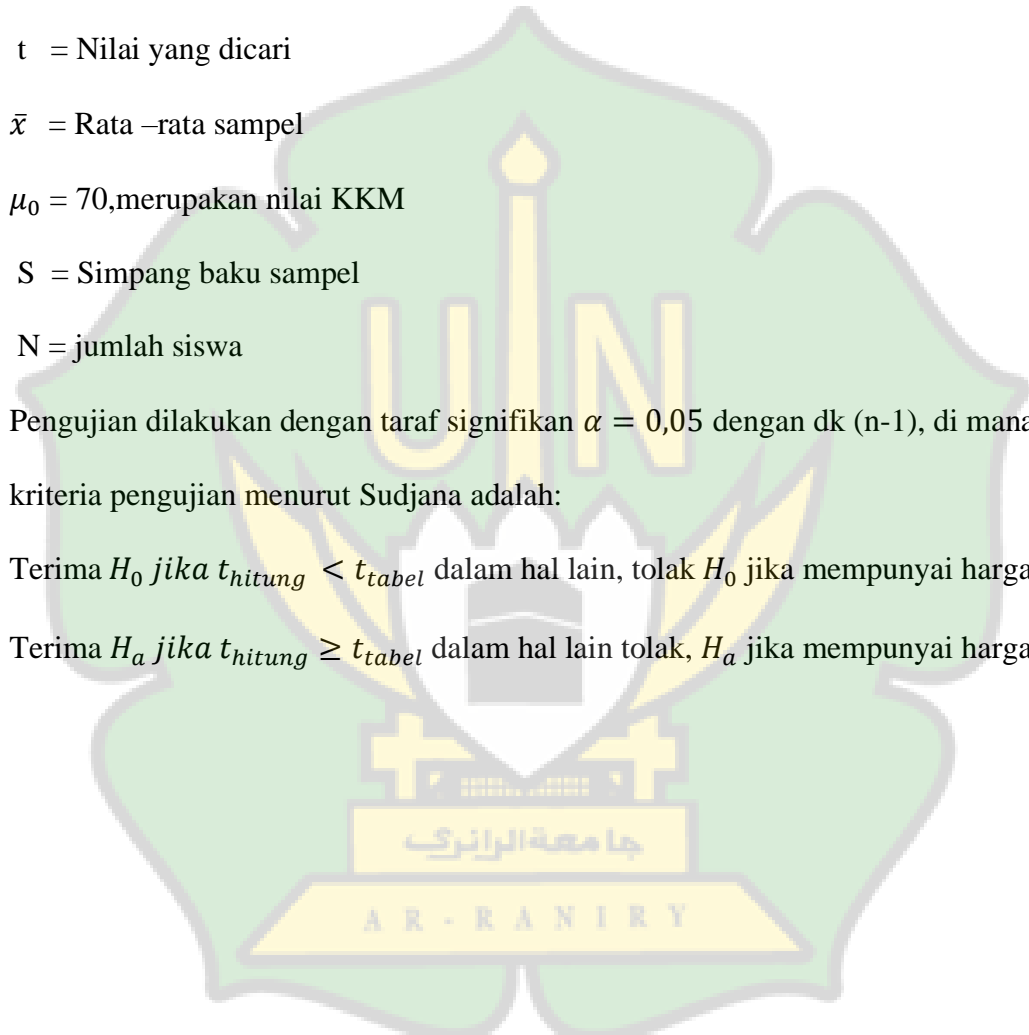 t = Nilai yang dicari
x̄ = Rata –rata sampel
μ₀ = 70,merupakan nilai KKM
S = Simpang baku sampel
N = jumlah siswa
Pengujian dilakukan dengan taraf signifikan α = 0,05 dengan dk (n-1), di mana
kriteria pengujian menurut Sudjana adalah:
Terima H₀ jika t_hitung < t_tabel dalam hal lain, tolak H₀ jika mempunyai harga
Terima Hₐ jika t_hitung ≥ t_tabel dalam hal lain tolak, Hₐ jika mempunyai harga
UIN
جامعة الرانري
AR-RANIRY